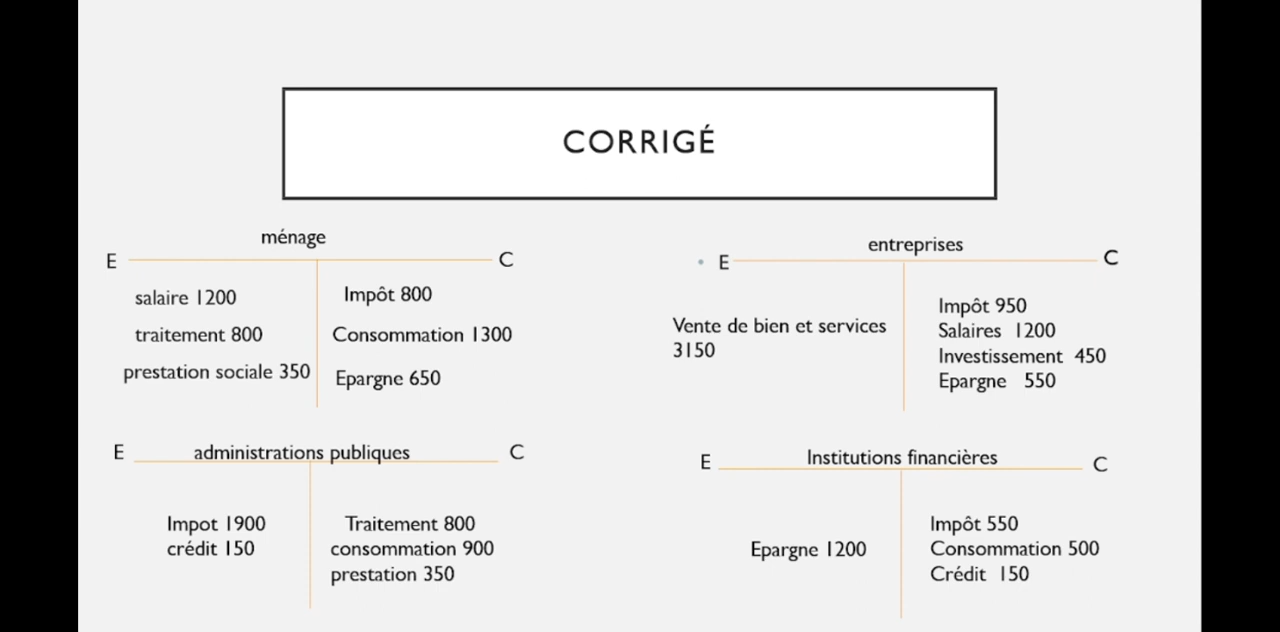 CORRIGÉ
ménage
E
C
salaire 1200
Impôt 800
traitement 800
Consommation 1300
prestation sociale 350
Epargne 650
entreprises
• E
C
Vente de bien et services
3150
Impôt 950
Salaires 1200
Investissement 450
Epargne 550
E
administrations publiques
C
Impot 1900
crédit 150
Traitement 800
consommation 900
prestation 350
E
Institutions financières
C
Epargne 1200
Impôt 550
Consommation 500
Crédit 150